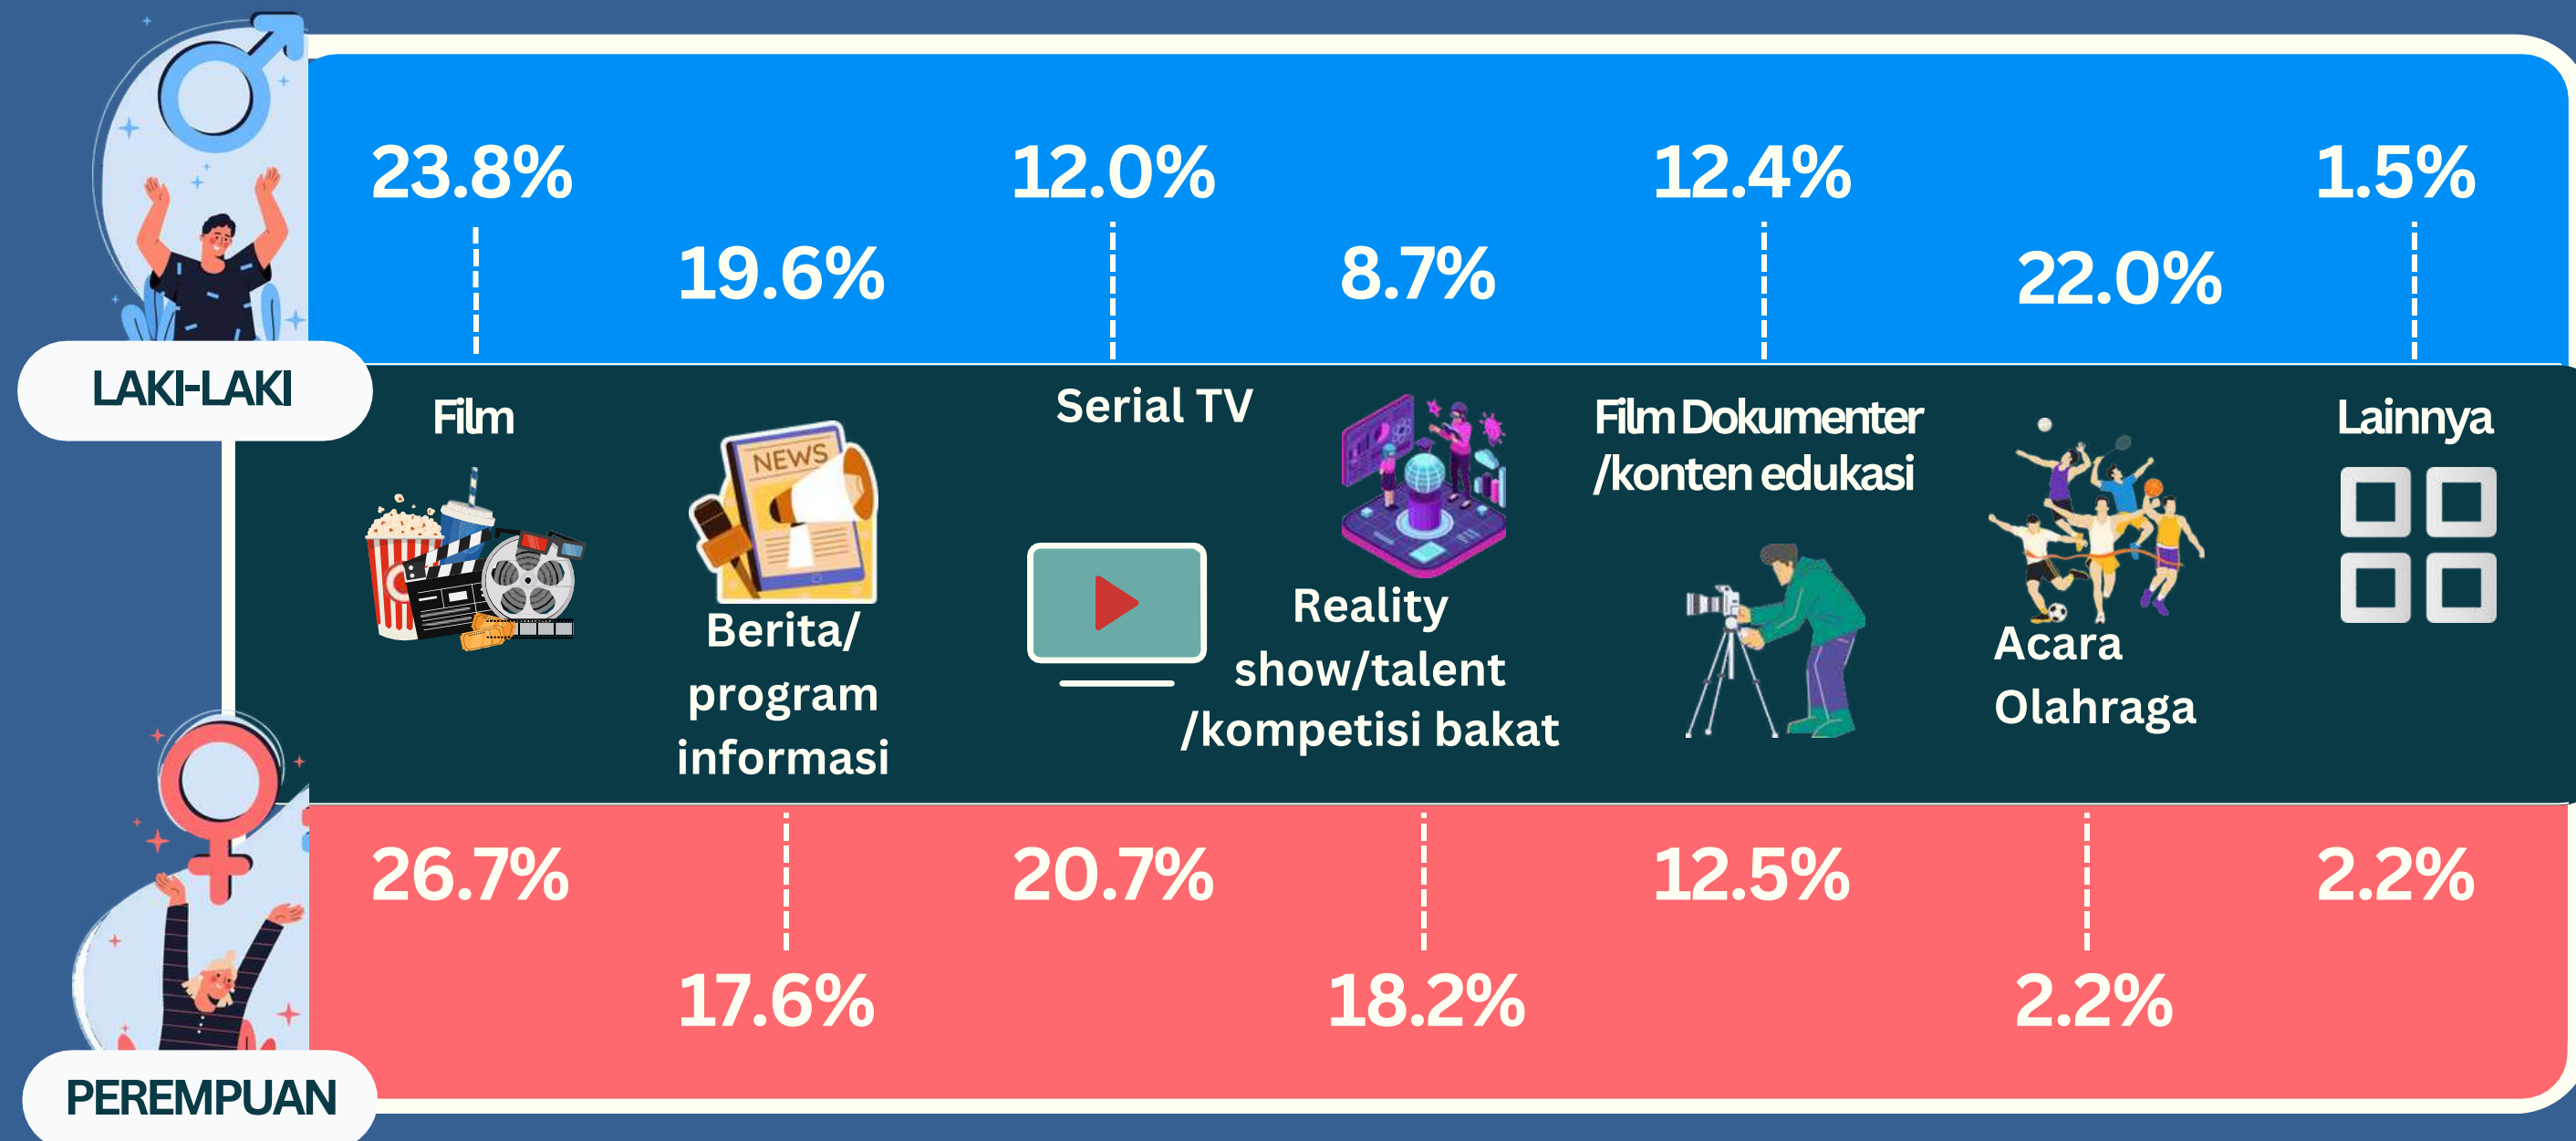 23.8%
12.0%
12.4%
1.5%
19.6%
8.7%
22.0%
LAKI-LAKI
Film
NEWS
Berita/
program
informasi
Serial TV
Reality
show/talent
/kompetisi bakat
Film Dokumenter
/konten edukasi
Acara
Olahraga
Lainnya
26.7%
20.7%
12.5%
2.2%
17.6%
18.2%
2.2%
PEREMPUAN